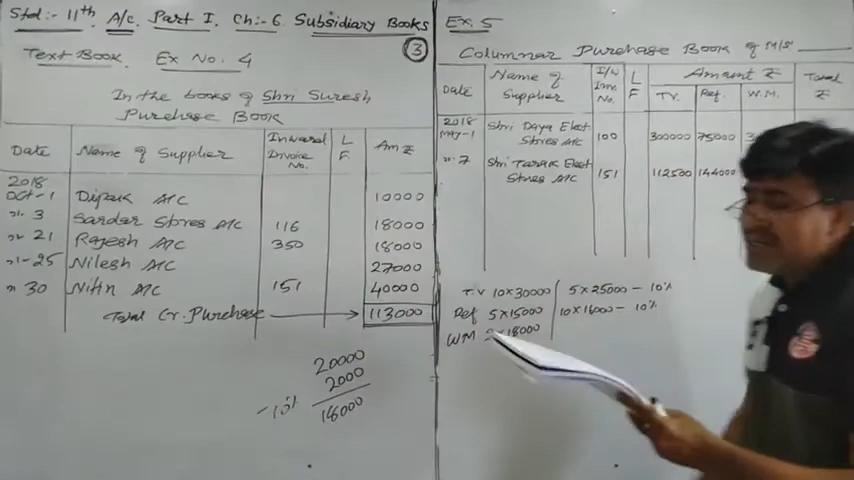 Std:- 11th A/C. Part I. Ch:-6 Subsidiary Books
3
Text Book. Ex No. 4
In the books of Shri Suresh
Purchase Book
Date Name of Supplier Inward Invoice No. L F. Am ₹
2018
Oct-1 Dipak A/C 10000
" 3 Sardar Stores A/C 116 18000
" 21 Rajesh A/C 350 18000
" 25 Nilesh A/C 27000
" 30 Nitin A/C 151 40000
Total Cr. Purchase 113000
20000
2000
-10%
18000
Ex. 5
Columnar Purchase Book of M/S
Date Name of Supplier I/W Inv. No. L F Amount ₹ Total ₹
TV. Ref. W.M.
2018
May-1 Shri Daya Elect Stores A/C 100 300000 75000
" 7 Shri Tarak Elect Stores A/C 151 112500 144000
T.V 10x30000 5x25000-10%
Ref 5x15000 10x16000-10%
WM x18000